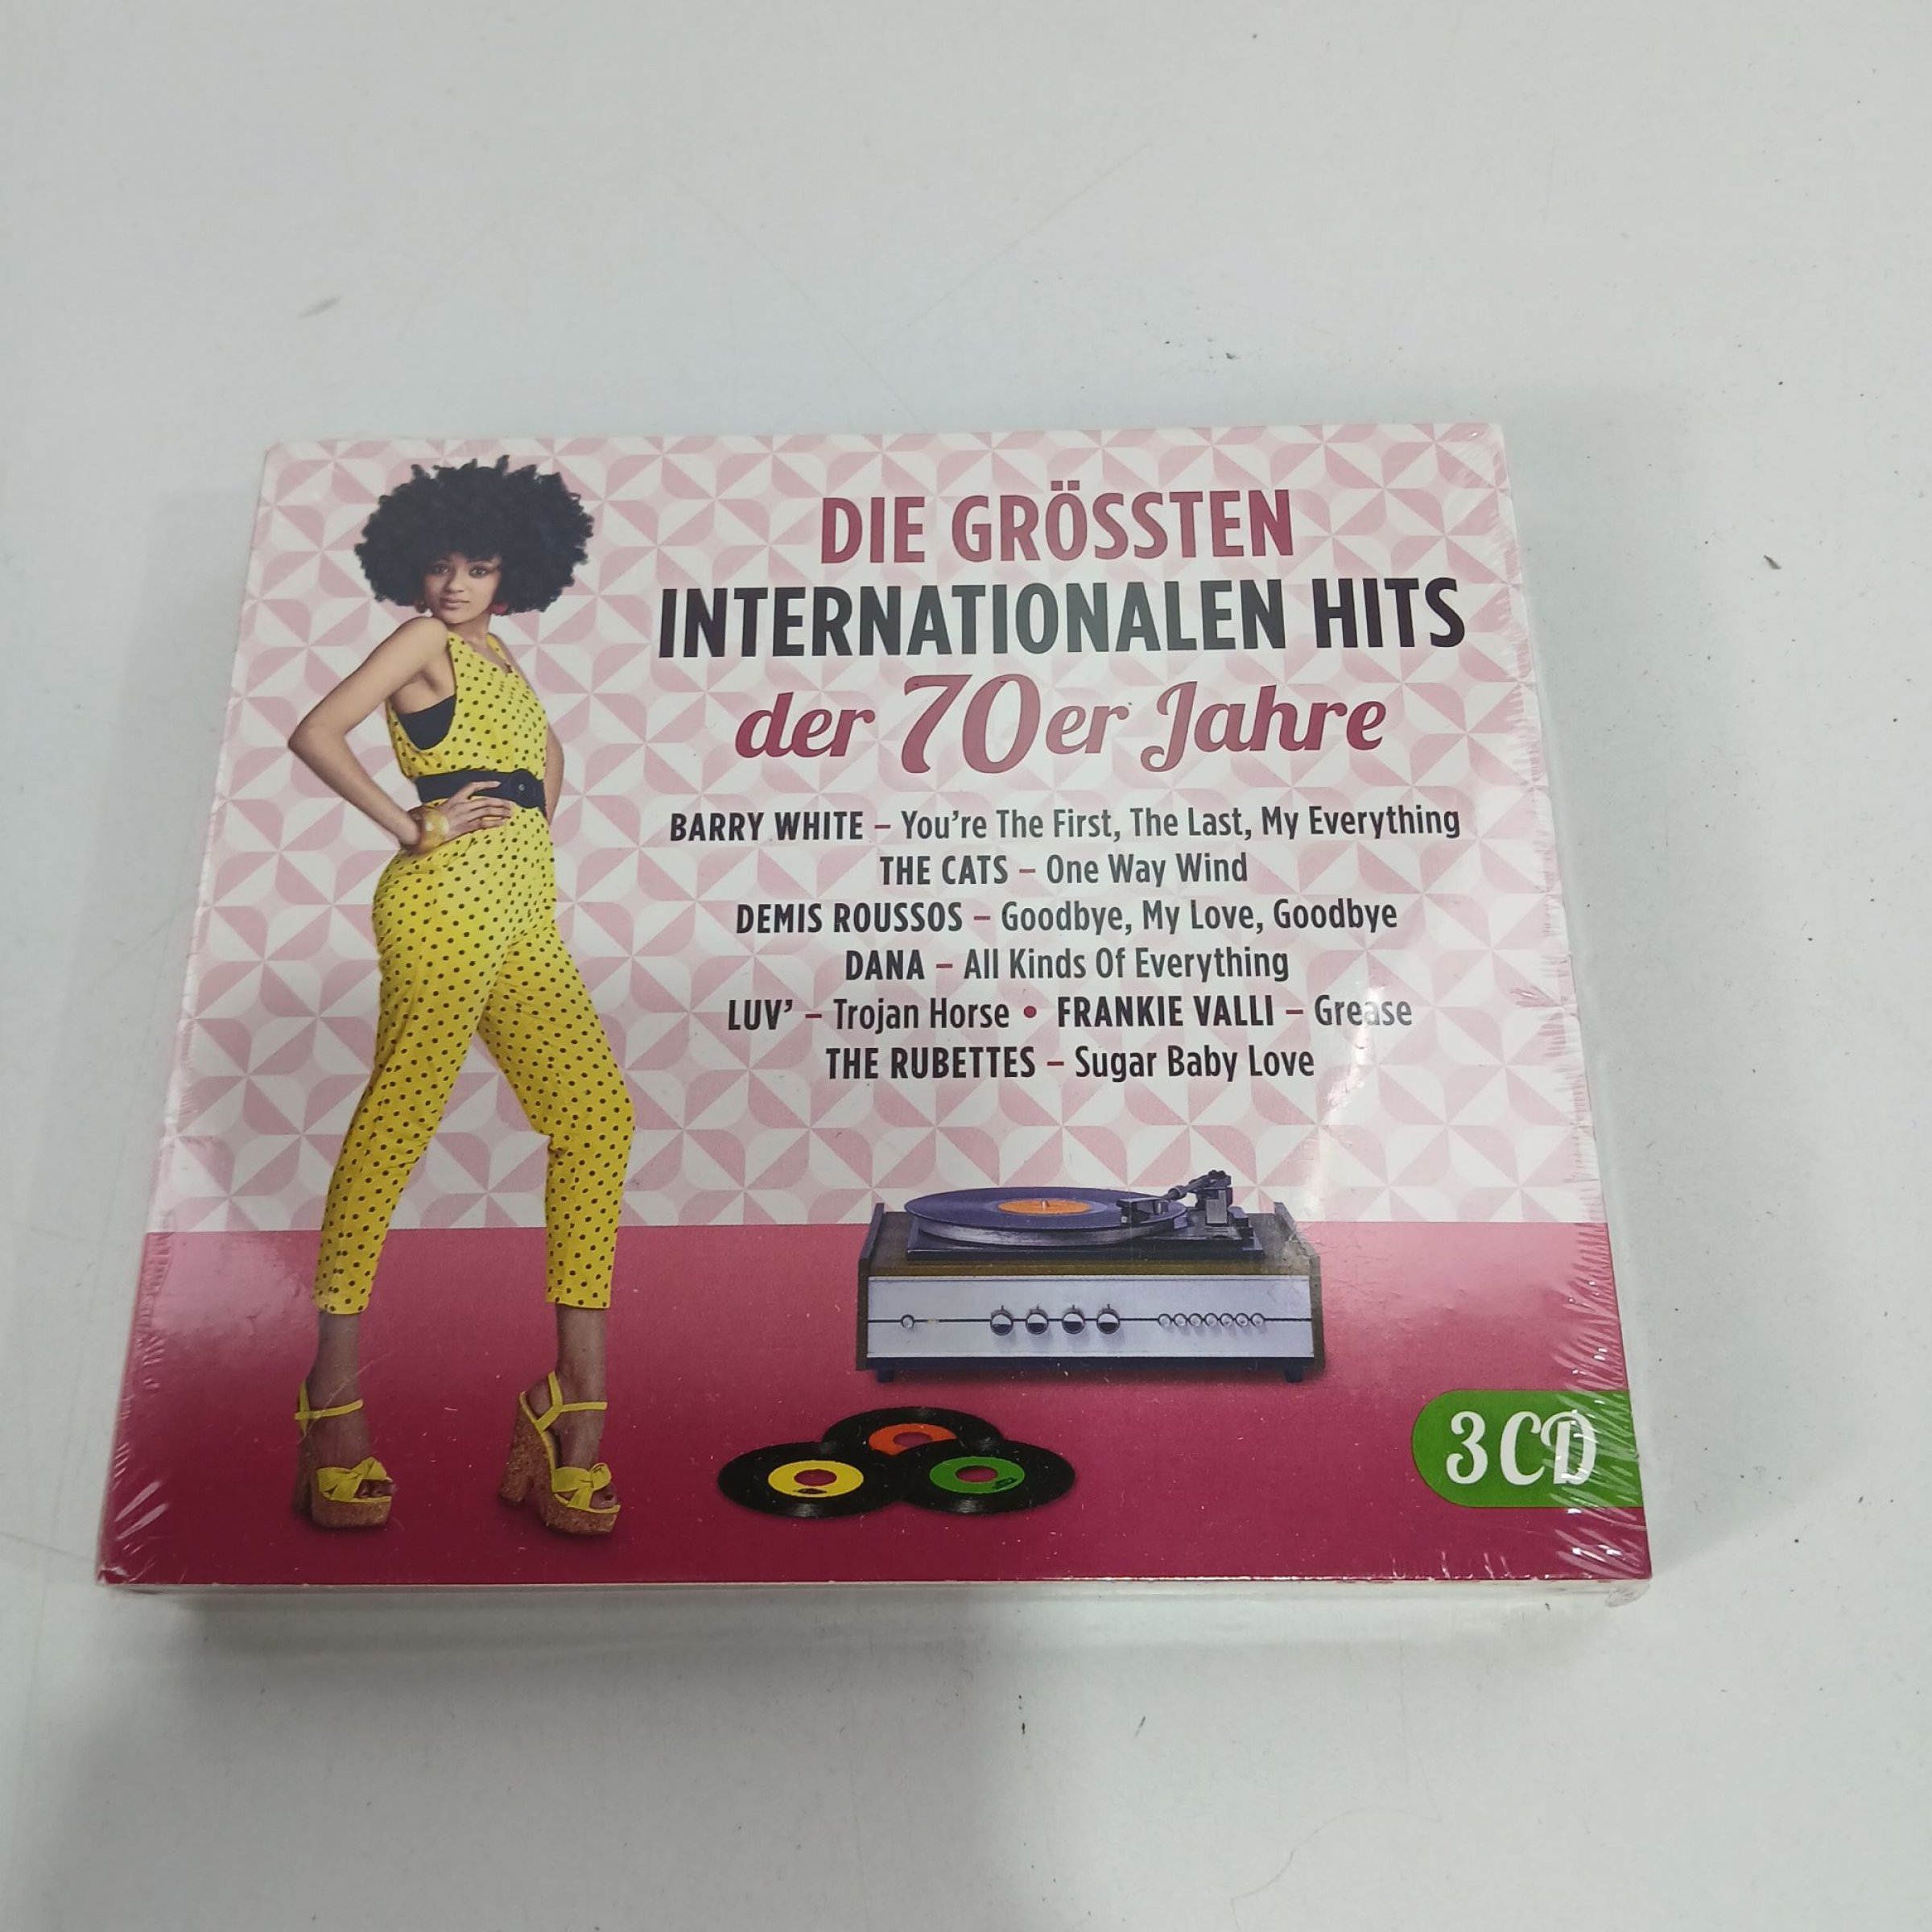 DIE GRÖSSTEN
INTERNATIONALEN HITS
der 70er Jahre
BARRY WHITE – You're The First, The Last, My Everything
THE CATS – One Way Wind
DEMIS ROUSSOS – Goodbye, My Love, Goodbye
DANA – All Kinds Of Everything
LUV' – Trojan Horse • FRANKIE VALLI – Grease
THE RUBETTES – Sugar Baby Love
3 CD